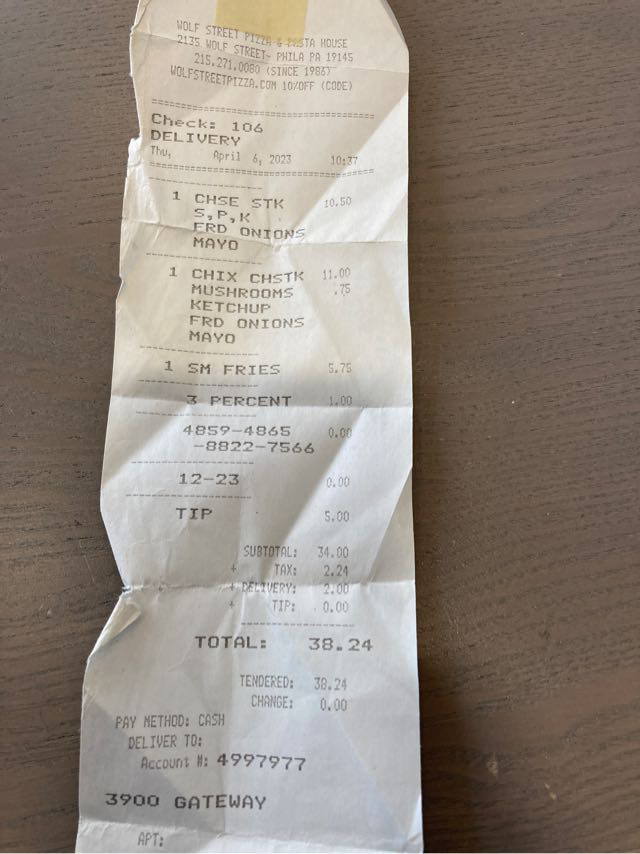 WOLF STREET PIZZA & PASTA HOUSE
2135 WOLF STREET- PHILA PA 19145
215.271.0080 (SINCE 1986)
WOLFSTREETPIZZA.COM 10%OFF (CODE)
Check: 106
DELIVERY
Thu, April 6, 2023 10:37
1 CHSE STK 10.50
S,P,K
FRD ONIONS
MAYO
1 CHIX CHSTK 11.00
MUSHROOMS .75
KETCHUP
FRD ONIONS
MAYO
1 SM FRIES 5.75
3 PERCENT 1.00
4859-4865 0.00
-8822-7566
12-23 0.00
TIP 5.00
SUBTOTAL: 34.00
+ TAX: 2.24
+ DELIVERY: 2.00
+ TIP: 0.00
TOTAL: 38.24
TENDERED: 38.24
CHANGE: 0.00
PAY METHOD: CASH
DELIVER TO:
Account #: 4997977
3900 GATEWAY
APT: